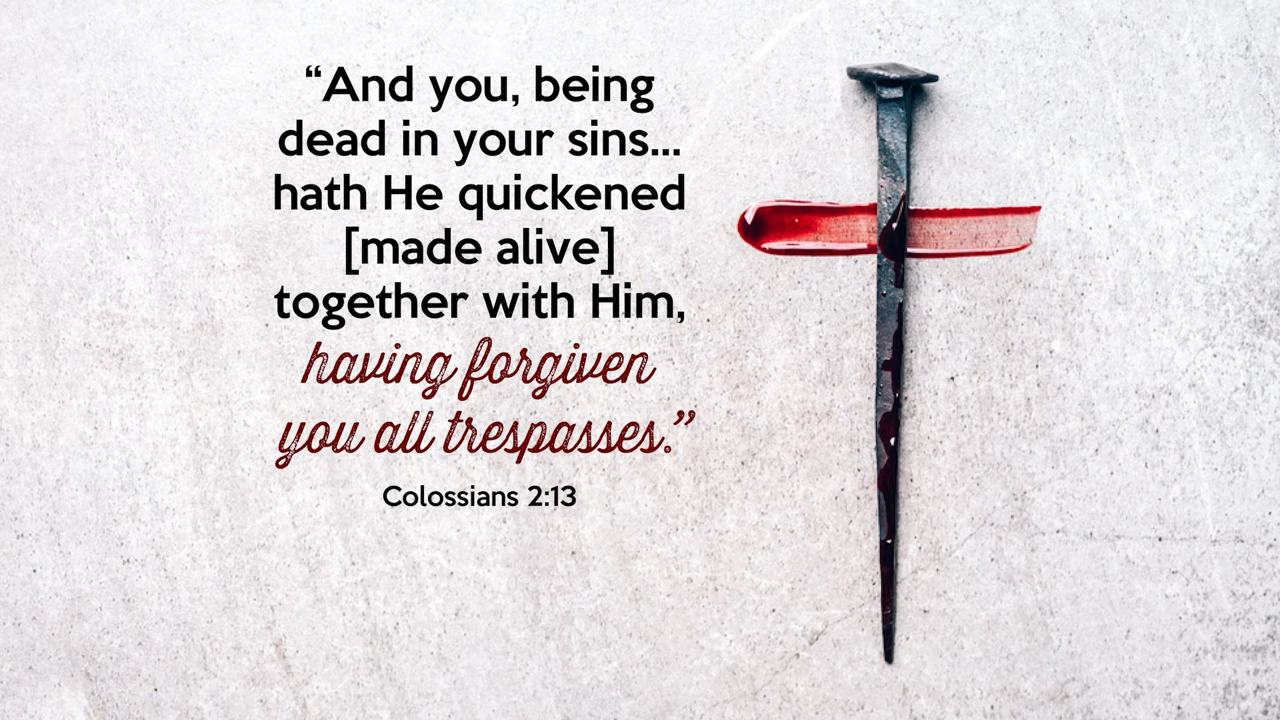 “And you, being
dead in your sins...
hath He quickened
[made alive]
together with Him,
having forgiven
you all trespasses.”
Colossians 2:13